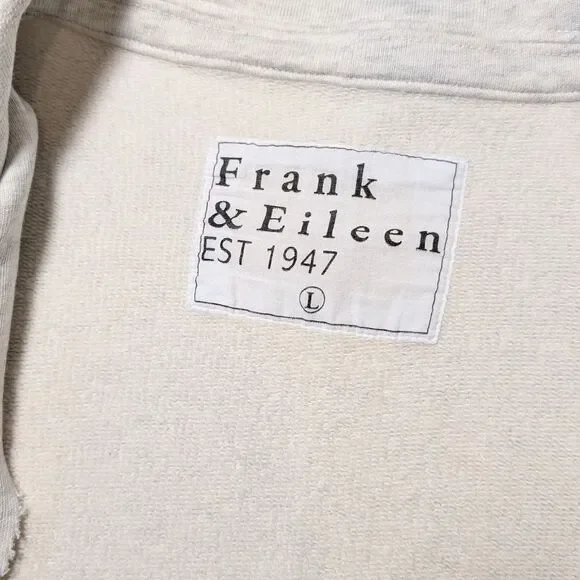 Frank
& Eileen
EST 1947
L